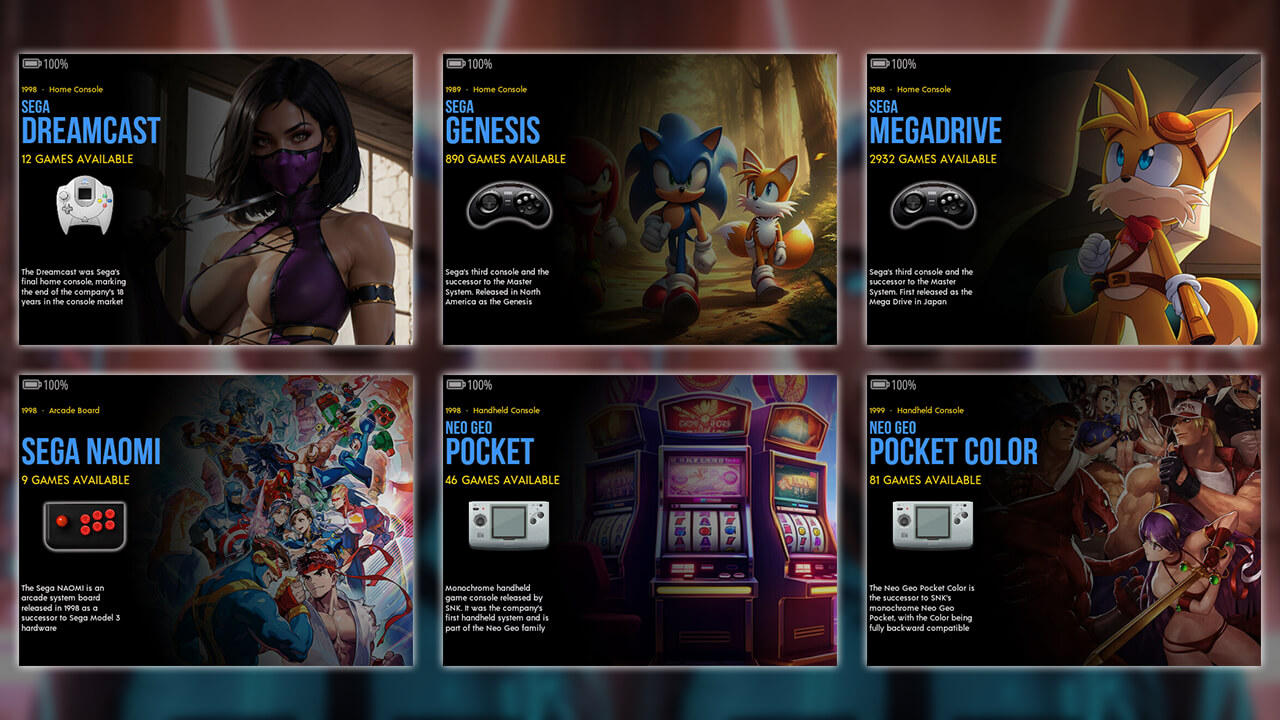 100%
1998 · Home Console
SEGA
DREAMCAST
12 GAMES AVAILABLE
The Dreamcast was Sega's
final home console, marking
the end of the company's 18
years in the console market
100%
1989 · Home Console
SEGA
GENESIS
890 GAMES AVAILABLE
Sega's third console and the
successor to the Master
System. Released in North
America as the Genesis
100%
1988 · Home Console
SEGA
MEGADRIVE
2932 GAMES AVAILABLE
Sega's third console and the
successor to the Master
System. First released as the
Mega Drive in Japan
100%
1998 · Arcade Board
SEGA NAOMI
9 GAMES AVAILABLE
The Sega NAOMI is an
arcade system board
released in 1998 as a
successor to Sega Model 3
hardware
100%
1998 · Handheld Console
NEO GEO
POCKET
46 GAMES AVAILABLE
Monochrome handheld
game console released by
SNK. It was the company's
first handheld system and is
part of the Neo Geo family
100%
1999 · Handheld Console
NEO GEO
POCKET COLOR
81 GAMES AVAILABLE
The Neo Geo Pocket Color is
the successor to SNK's
monochrome Neo Geo
Pocket, with the Color being
fully backward compatible